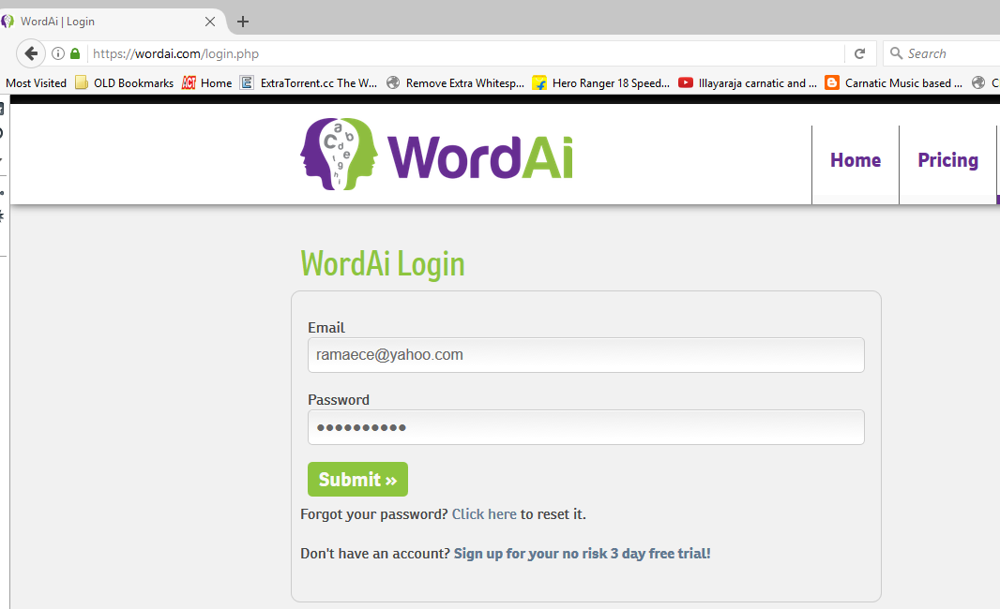 WordAi | Login
https://wordai.com/login.php
Search
Most Visited OLD Bookmarks ACT Home E ExtraTorrent.cc The W... Remove Extra Whitesp... Hero Ranger 18 Speed... Illayaraja carnatic and ... Carnatic Music based ... C
WordAi
Home Pricing
WordAi Login
Email
ramaece@yahoo.com
Password
Submit »
Forgot your password? Click here to reset it.
Don't have an account? Sign up for your no risk 3 day free trial!